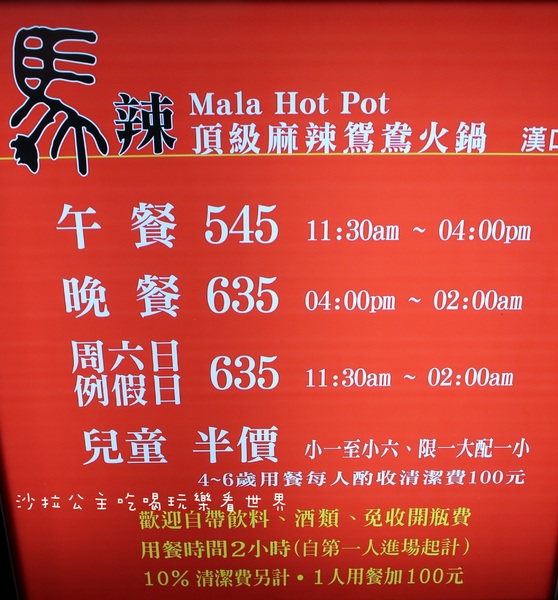 馬辣 Mala Hot Pot
頂級麻辣鴛鴦火鍋 漢口
午餐 545 11:30am ~ 04:00pm
晚餐 635 04:00pm ~ 02:00am
周六日
例假日 635 11:30am ~ 02:00am
兒童 半價 小一至小六、限一大配一小
4~6歲用餐每人酌收清潔費100元
沙拉公主吃喝玩樂看世界
歡迎自帶飲料、酒類、免收開瓶費
用餐時間2小時(自第一人進場起計)
10% 清潔費另計・1人用餐加100元